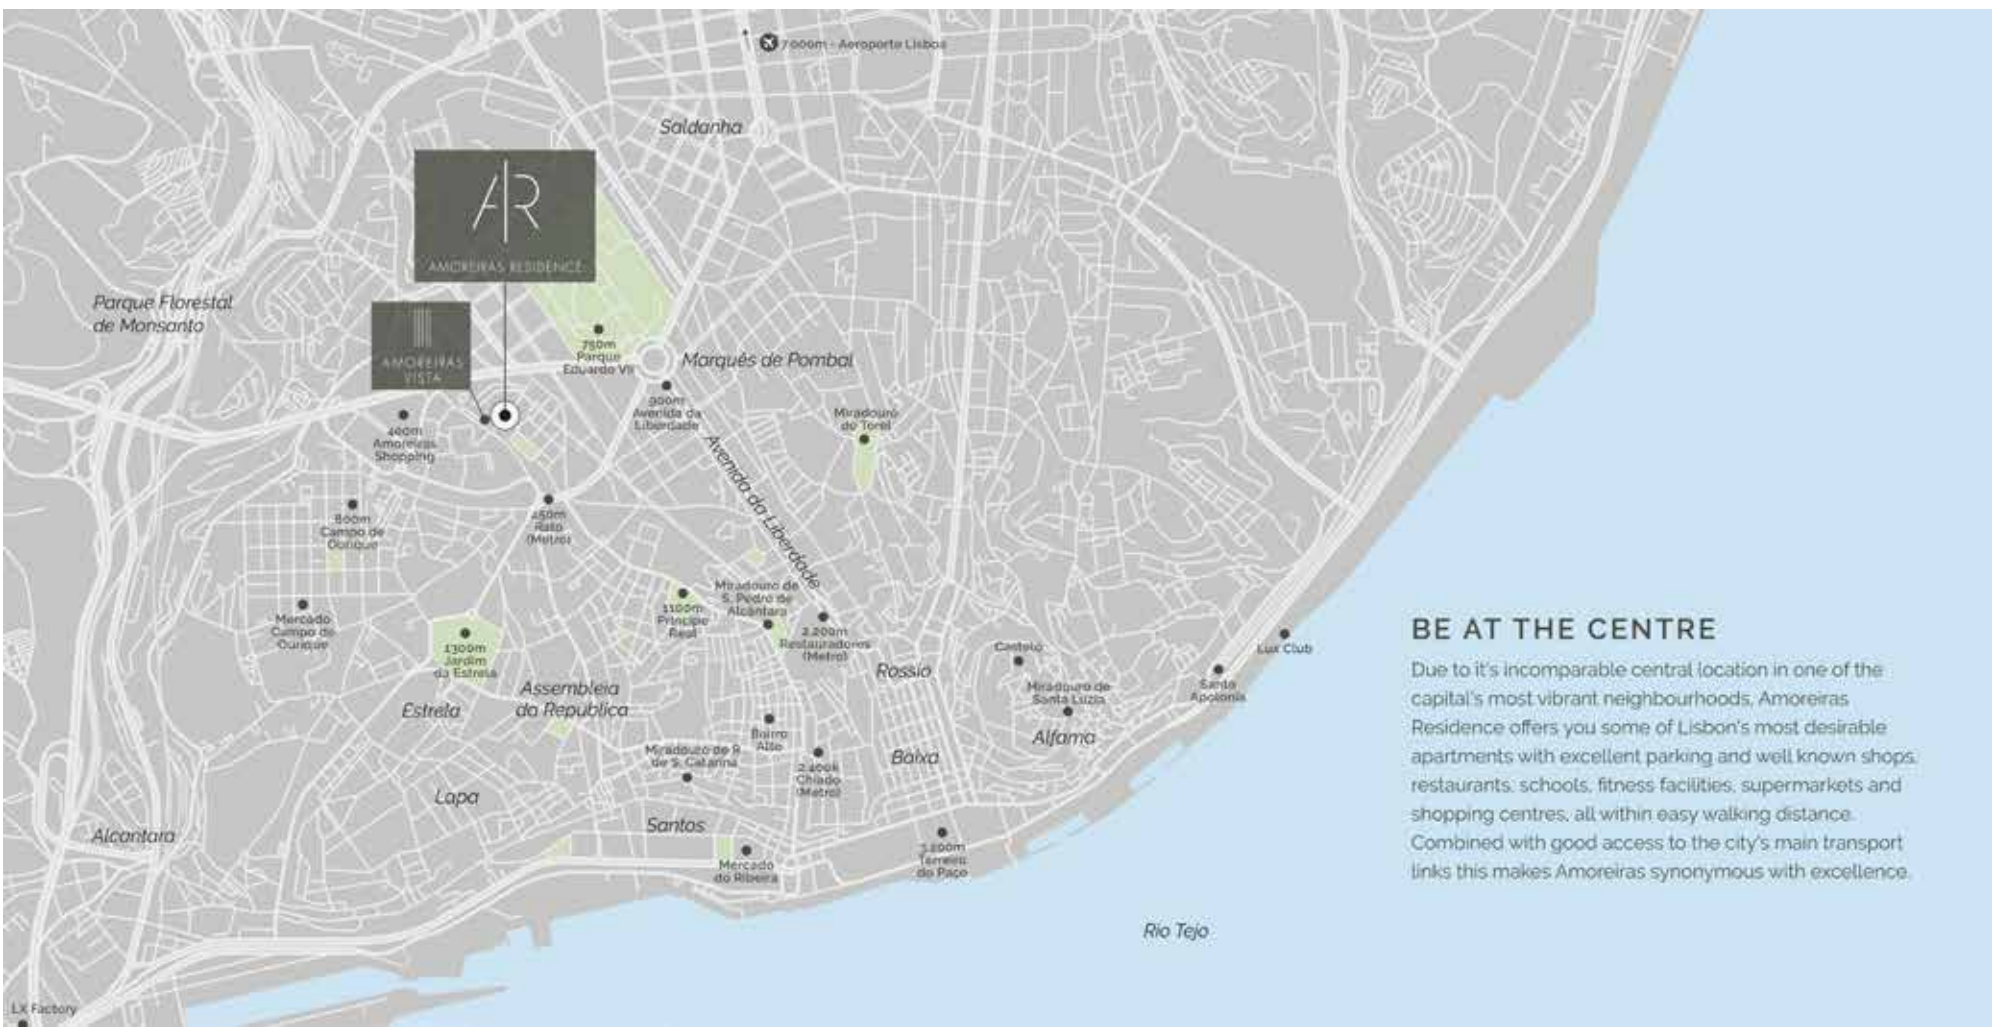 7 000m - Aeroporto Lisboa
Saldanha
AR
AMOREIRAS RESIDENCE
Parque Florestal
de Monsanto
AMOREIRAS
VISTA
750m
Parque
Eduardo VII
Marquês de Pombal
900m
Avenida da
Liberdade
Miradouro
do Torel
400m
Amoreiras
Shopping
Avenida da Liberdade
800m
Campo de
Ourique
450m
Rato
(Metro)
Mercado
Campo de
Ourique
1300m
Jardim
da Estrela
1100m
Príncipe
Real
Miradouro de
S. Pedro de
Alcântara
2.200m
Restauradores
(Metro)
Rossio
Castelo
Miradouro de
Santa Luzia
Alfama
Santa
Apolonia
Lux Club
Estrela
Assembleia
da Republica
Bairro
Alto
Miradouro de
de S. Catarina
2.400k
Chiado
(Metro)
Baixa
Lapa
Santos
Alcantara
Mercado
do Ribeira
Terreiro
do Paço
Rio Tejo
LX Factory
BE AT THE CENTRE
Due to it's incomparable central location in one of the
capital's most vibrant neighbourhoods, Amoreiras
Residence offers you some of Lisbon's most desirable
apartments with excellent parking and well known shops,
restaurants, schools, fitness facilities, supermarkets and
shopping centres, all within easy walking distance.
Combined with good access to the city's main transport
links this makes Amoreiras synonymous with excellence.